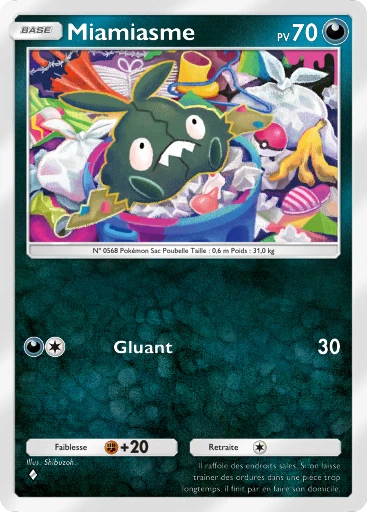 BASE Miamiasme PV 70
N° 0568 Pokémon Sac Poubelle Taille : 0,6 m Poids : 31,0 kg
Gluant 30
Faiblesse +20 Retraite
Illus. Shibuzoh.
Il raffole des endroits sales. Si on laisse
traîner des ordures dans une pièce trop
longtemps, il finit par en faire son domicile.